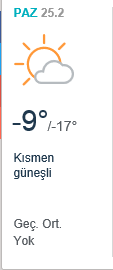 PAZ 25.2
-9°/-17°
Kısmen
güneşli
Geç. Ort.
Yok